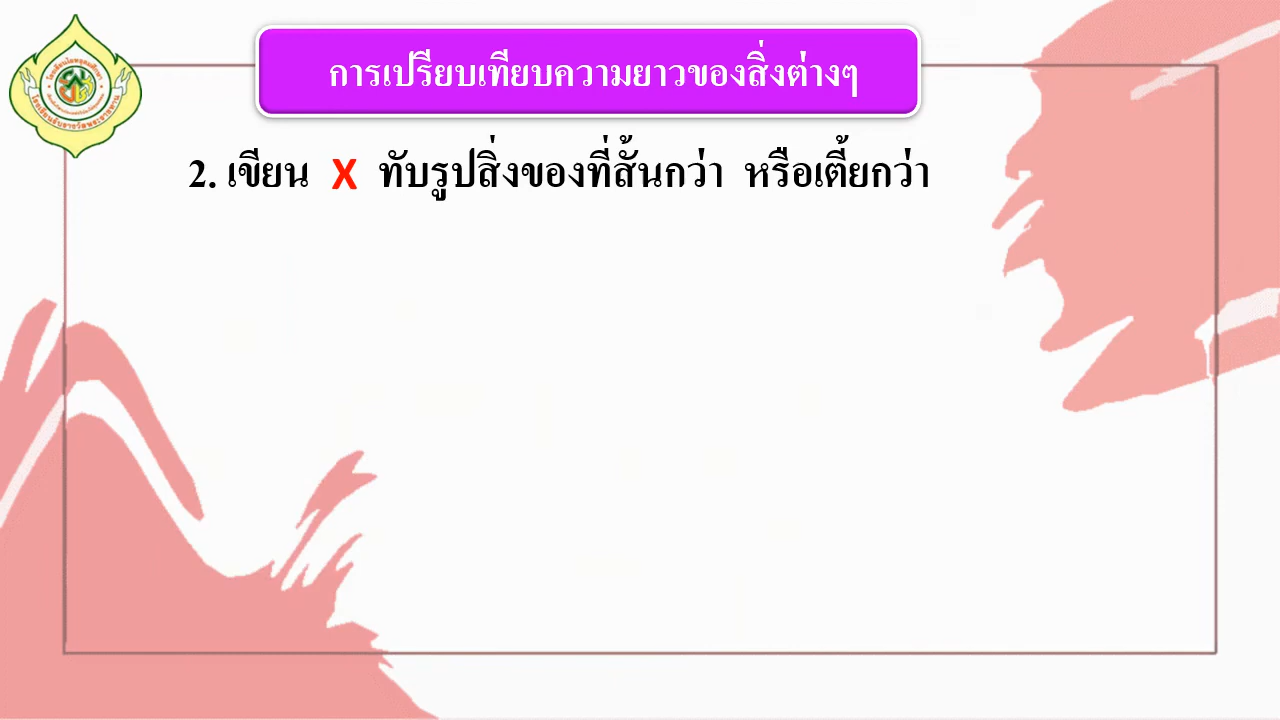 การเปรียบเทียบความยาวของสิ่งต่างๆ
2. เขียน X ทับรูปสิ่งของที่สั้นกว่า หรือเตี้ยกว่า